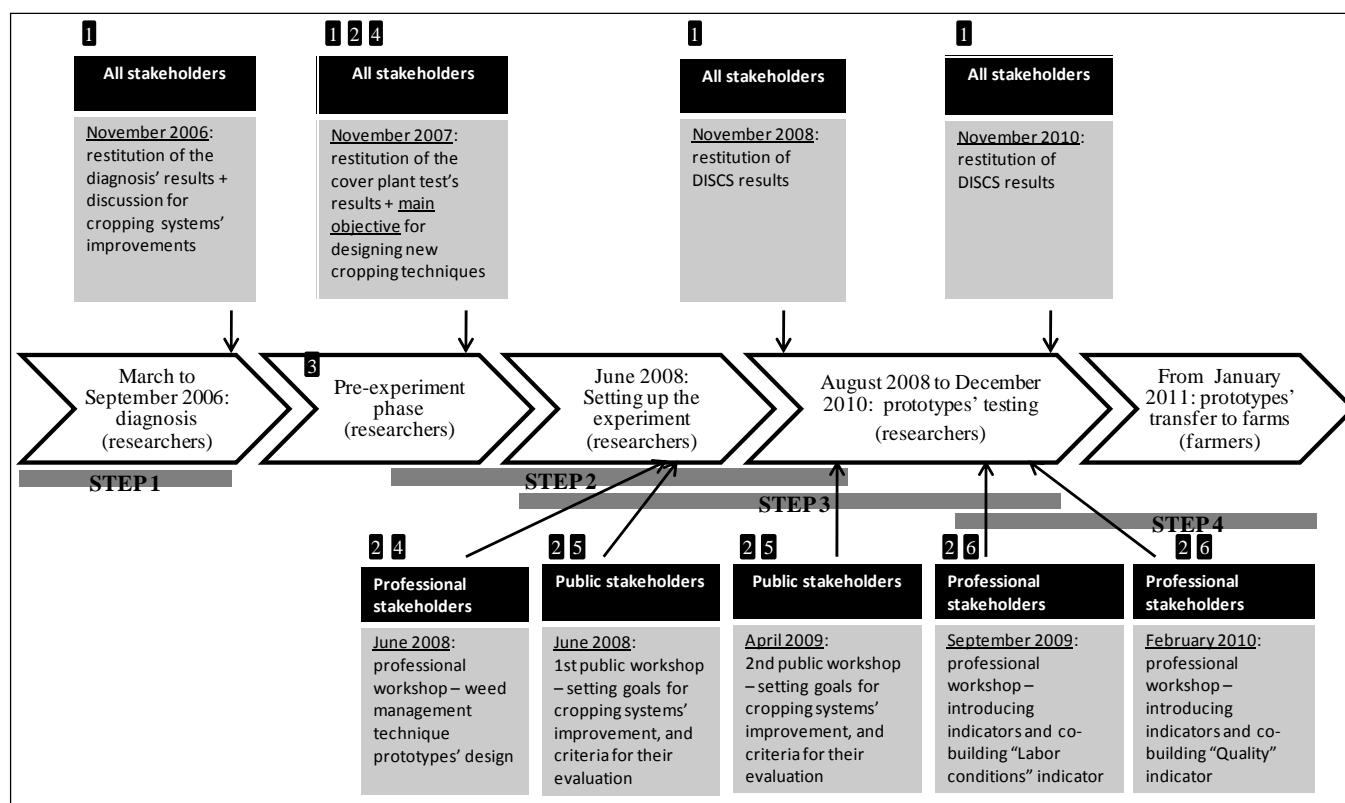 1
All stakeholders
November 2006:
restitution of the
diagnosis' results +
discussion for
cropping systems'
improvements
1 2 4
All stakeholders
November 2007:
restitution of the
cover plant test's
results + main
objective for
designing new
cropping techniques
1
All stakeholders
November 2008:
restitution of
DISCS results
1
All stakeholders
November 2010:
restitution of
DISCS results
March to
September 2006:
diagnosis
(researchers)
3
Pre-experiment
phase
(researchers)
June 2008:
Setting up the
experiment
(researchers)
August 2008 to December
2010: prototypes' testing
(researchers)
From January
2011: prototypes'
transfer to farms
(farmers)
STEP 1
STEP 2
STEP 3
STEP 4
2 4
Professional
stakeholders
June 2008:
professional
workshop – weed
management
technique
prototypes' design
2 5
Public stakeholders
June 2008:
1st public workshop
– setting goals for
cropping systems'
improvement, and
criteria for their
evaluation
2 5
Public stakeholders
April 2009:
2nd public workshop
– setting goals for
cropping systems'
improvement, and
criteria for their
evaluation
2 6
Professional
stakeholders
September 2009:
professional
workshop –
introducing
indicators and co-
building "Labor
conditions" indicator
2 6
Professional
stakeholders
February 2010:
professional
workshop –
introducing
indicators and co-
building "Quality"
indicator